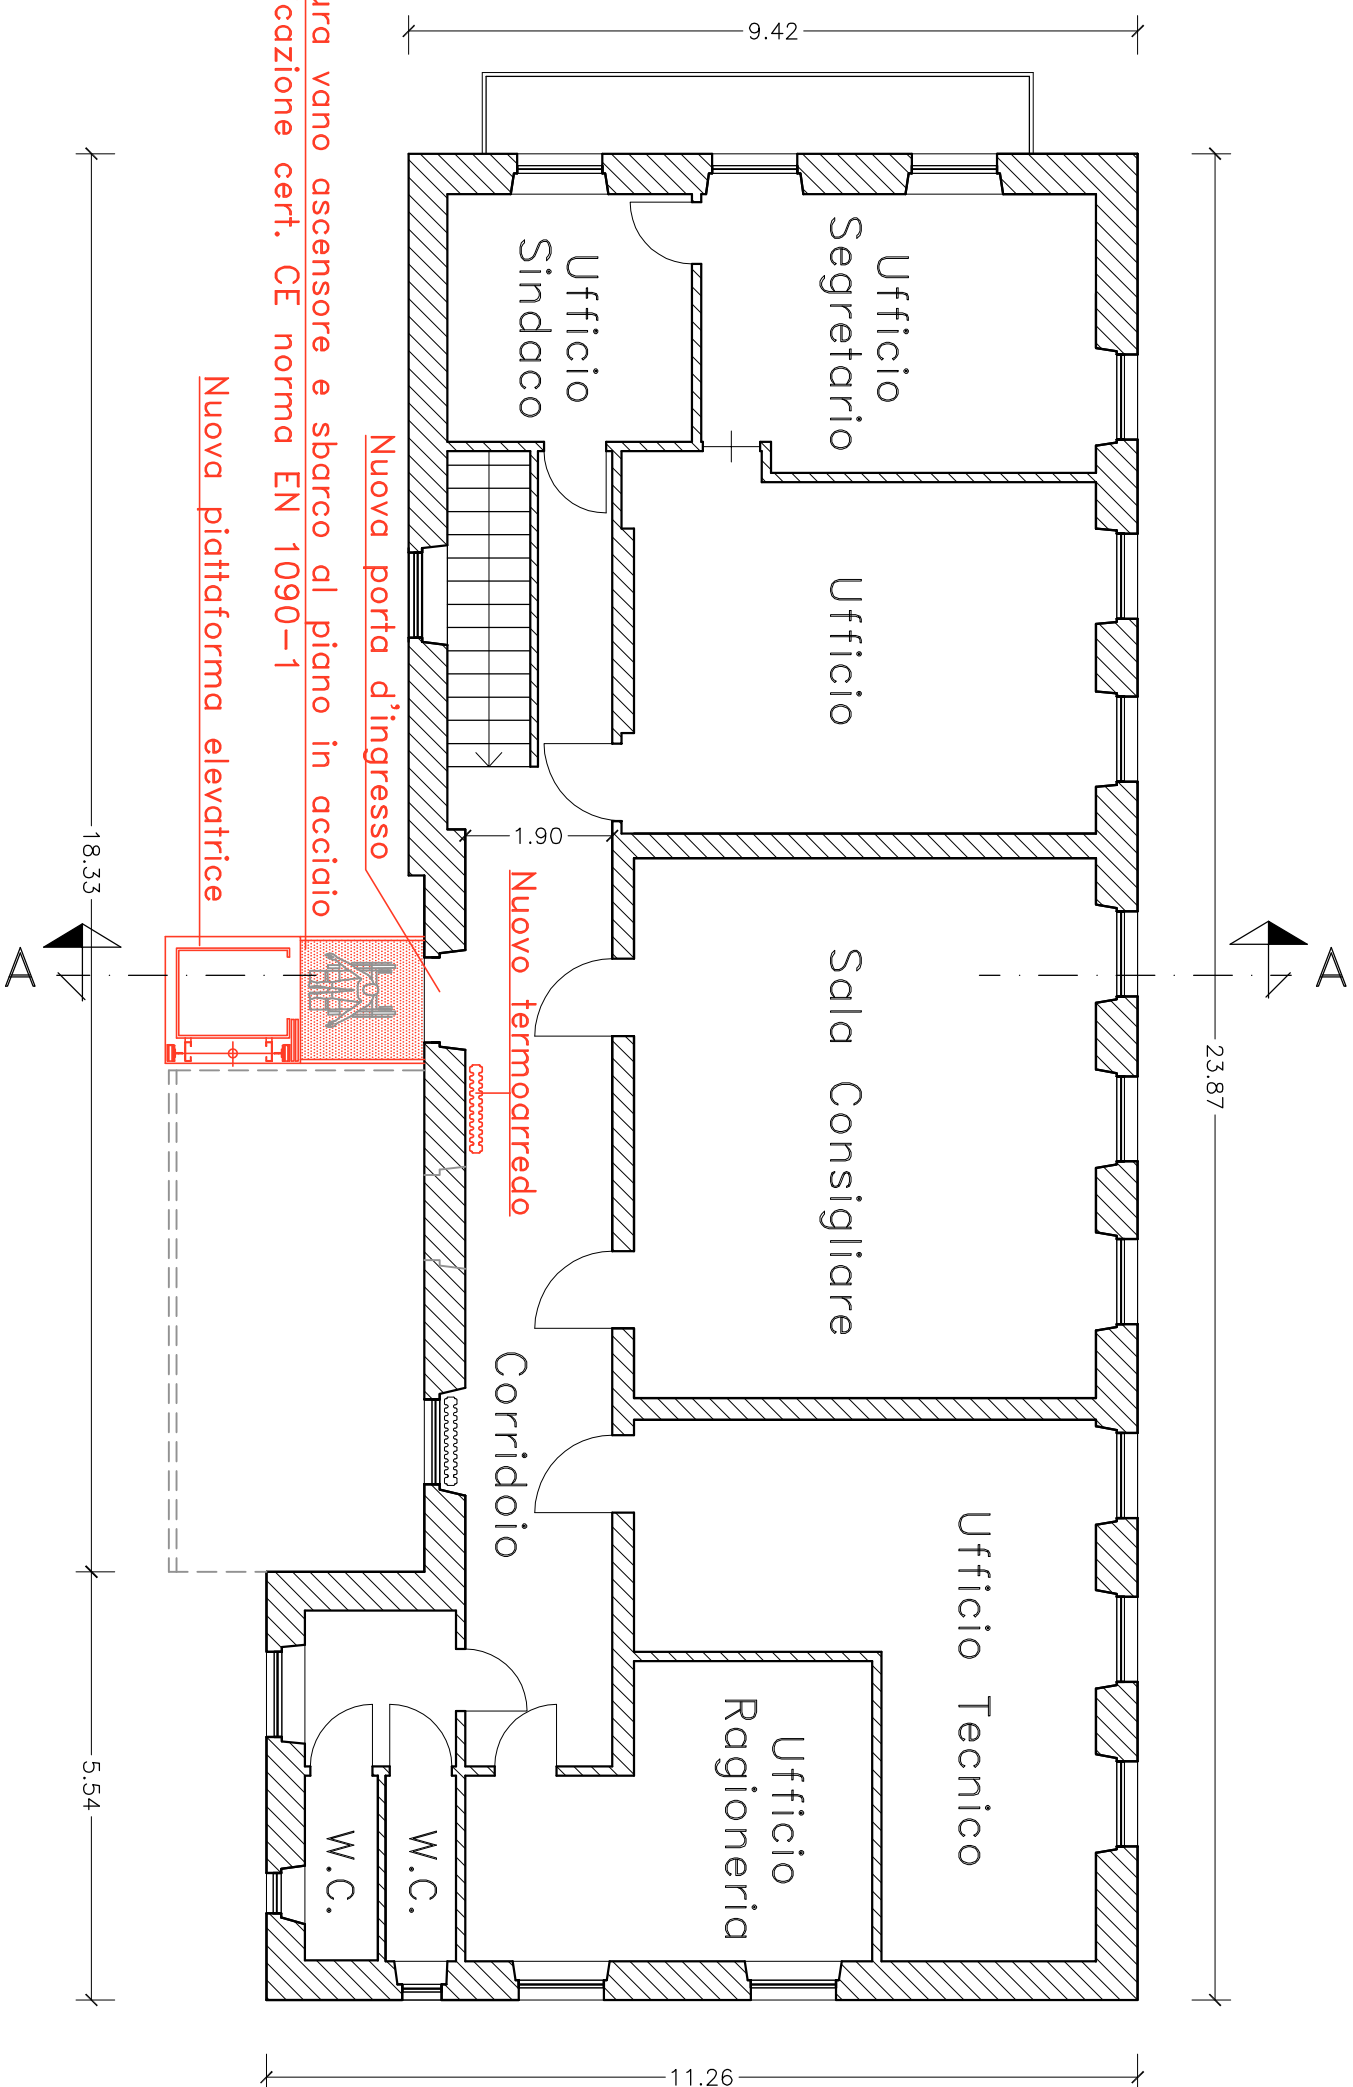 9.42
vano ascensore e sbarco al piano in acciaio
cert. CE norma EN 1090-1
Nuova piattaforma elevatrice
Nuova porta d'ingresso
Nuovo termoarredo
Ufficio
Sindaco
Ufficio
Segretario
Ufficio
1.90
Sala Consigliare
Corridoio
Ufficio Tecnico
Ufficio
Ragioneria
W.C.
W.C.
18.33
23.87
5.54
11.26
A
A